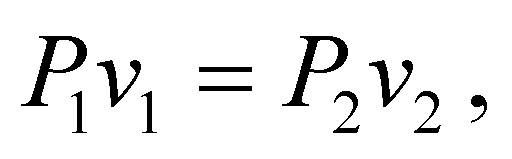 P₁v₁ = P₂v₂ ,